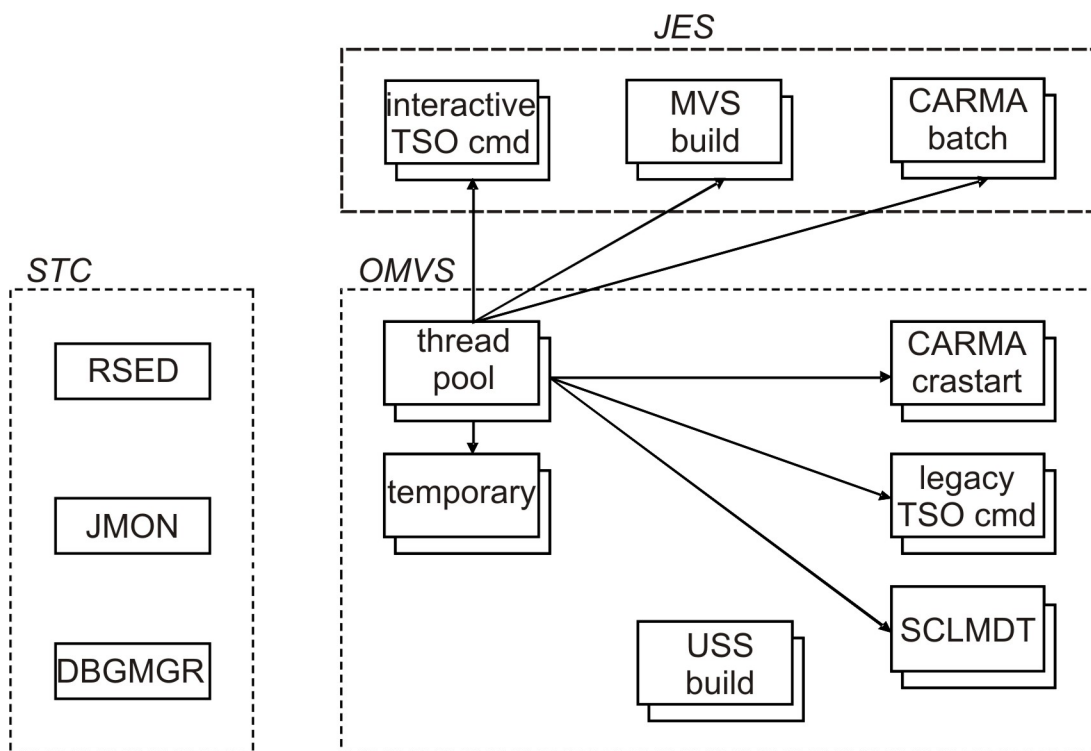 JES
interactive
TSO cmd
MVS
build
CARMA
batch
STC
OMVS
RSED
thread
pool
CARMA
crastart
temporary
legacy
TSO cmd
JMON
SCLMDT
USS
build
DBGMGR